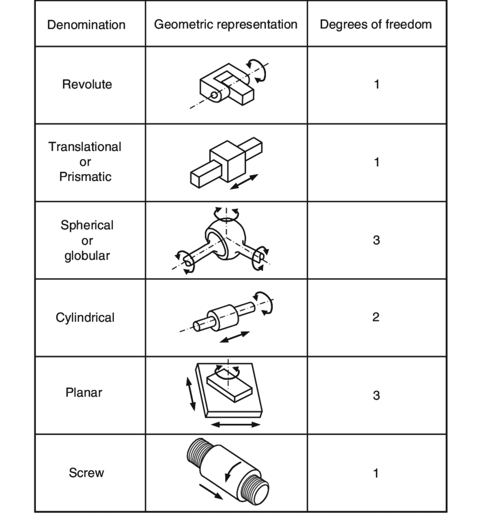 Denomination Geometric representation Degrees of freedom
Revolute 1
Translational
or
Prismatic
1
Spherical
or
globular
3
Cylindrical 2
Planar 3
Screw 1